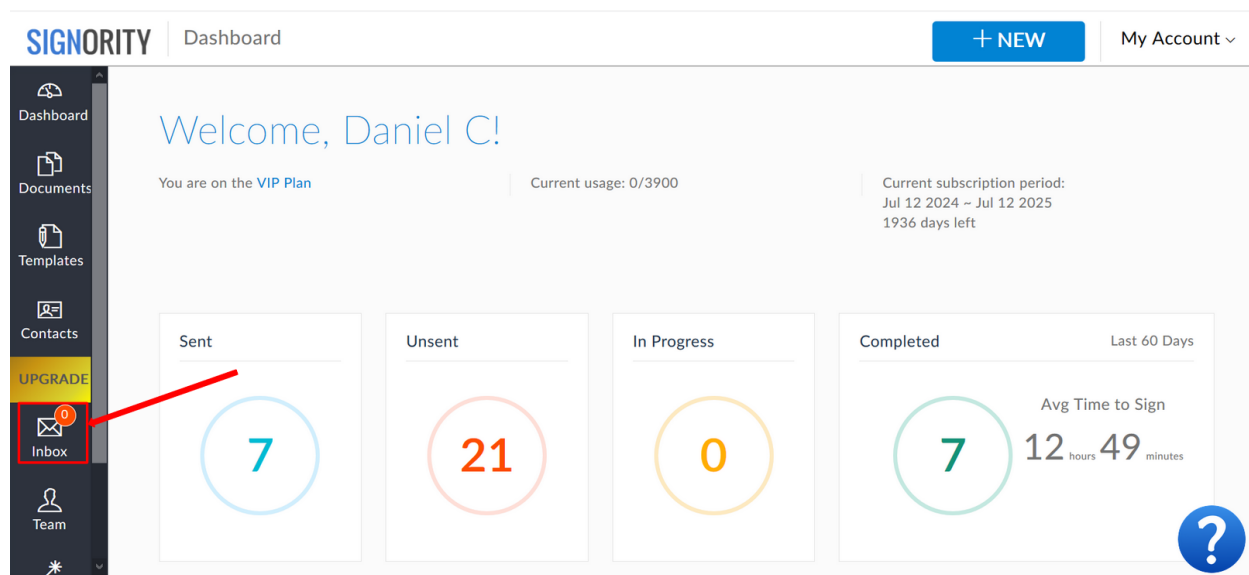 SIGNORITY
Dashboard
+ NEW
My Account
Dashboard
Documents
Templates
Contacts
UPGRADE
0
Inbox
Team
Welcome, Daniel C!
You are on the VIP Plan
Current usage: 0/3900
Current subscription period:
Jul 12 2024 ~ Jul 12 2025
1936 days left
Sent
7
Unsent
21
In Progress
0
Completed
Last 60 Days
7
Avg Time to Sign
12 hours 49 minutes
?